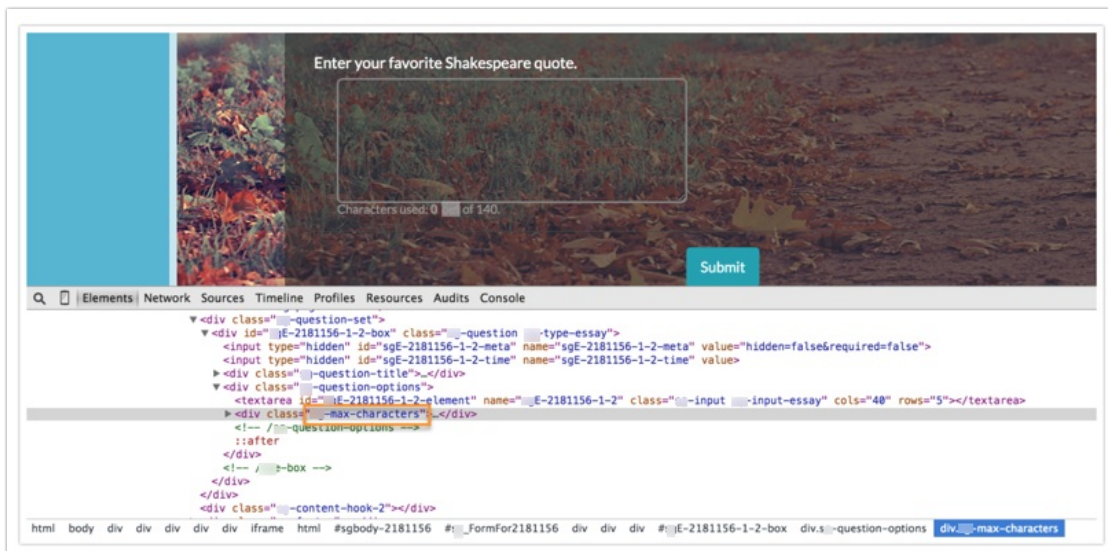 Enter your favorite Shakespeare quote.
Characters used: 0 of 140.
Submit
Elements Network Sources Timeline Profiles Resources Audits Console
▼<div class="-question-set">
▼<div id="E-2181156-1-2-box" class="-question -type-essay">
<input type="hidden" id="sgE-2181156-1-2-meta" name="sgE-2181156-1-2-meta" value="hidden=false&required=false">
<input type="hidden" id="sgE-2181156-1-2-time" name="sgE-2181156-1-2-time" value>
▶<div class="-question-title">…</div>
▼<div class="-question-options">
<textarea id="E-2181156-1-2-element" name="E-2181156-1-2" class="-input -input-essay" cols="40" rows="5"></textarea>
▶<div class="-max-characters">…</div>
<!-- /-question-options -->
::after
</div>
<!-- /-box -->
</div>
</div>
<div class="-content-hook-2"></div>
html body div div div div div iframe html #sgbody-2181156 #_FormFor2181156 div div div #E-2181156-1-2-box div.s-question-options div.-max-characters